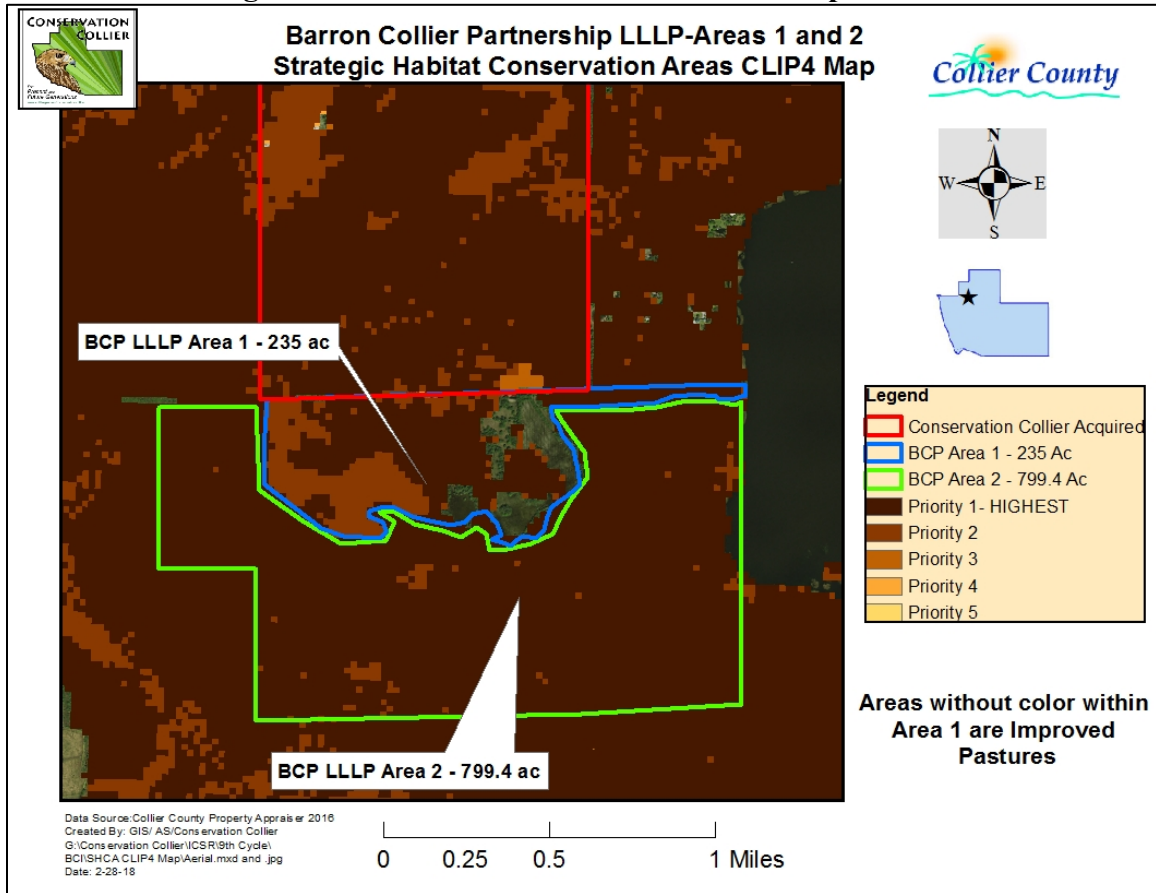 CONSERVATION
COLLIER
Barron Collier Partnership LLLP-Areas 1 and 2
Strategic Habitat Conservation Areas CLIP4 Map
Collier County
N
W E
S
BCP LLLP Area 1 - 235 ac
BCP LLLP Area 2 - 799.4 ac
Legend
Conservation Collier Acquired
BCP Area 1 - 235 Ac
BCP Area 2 - 799.4 Ac
Priority 1- HIGHEST
Priority 2
Priority 3
Priority 4
Priority 5
Areas without color within
Area 1 are Improved
Pastures
Data Source:Collier County Property Appraiser 2016
Created By: GIS/ AS/Conservation Collier
G:\Conservation Collier\ICSR\9th Cycle\
BCI\SHCA CLIP4 Map\Aerial.mxd and .jpg
Date: 2-28-18
0 0.25 0.5 1 Miles